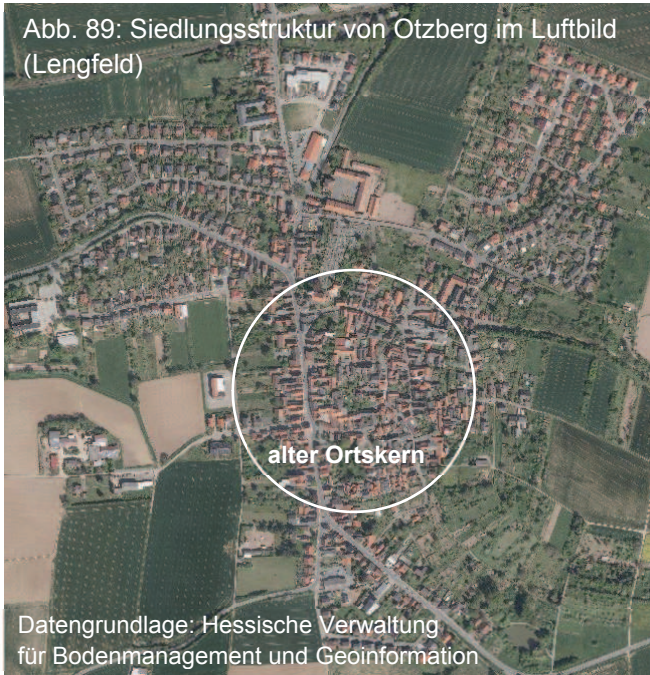 Abb. 89: Siedlungsstruktur von Otzberg im Luftbild
(Lengfeld)
alter Ortskern
Datengrundlage: Hessische Verwaltung
für Bodenmanagement und Geoinformation